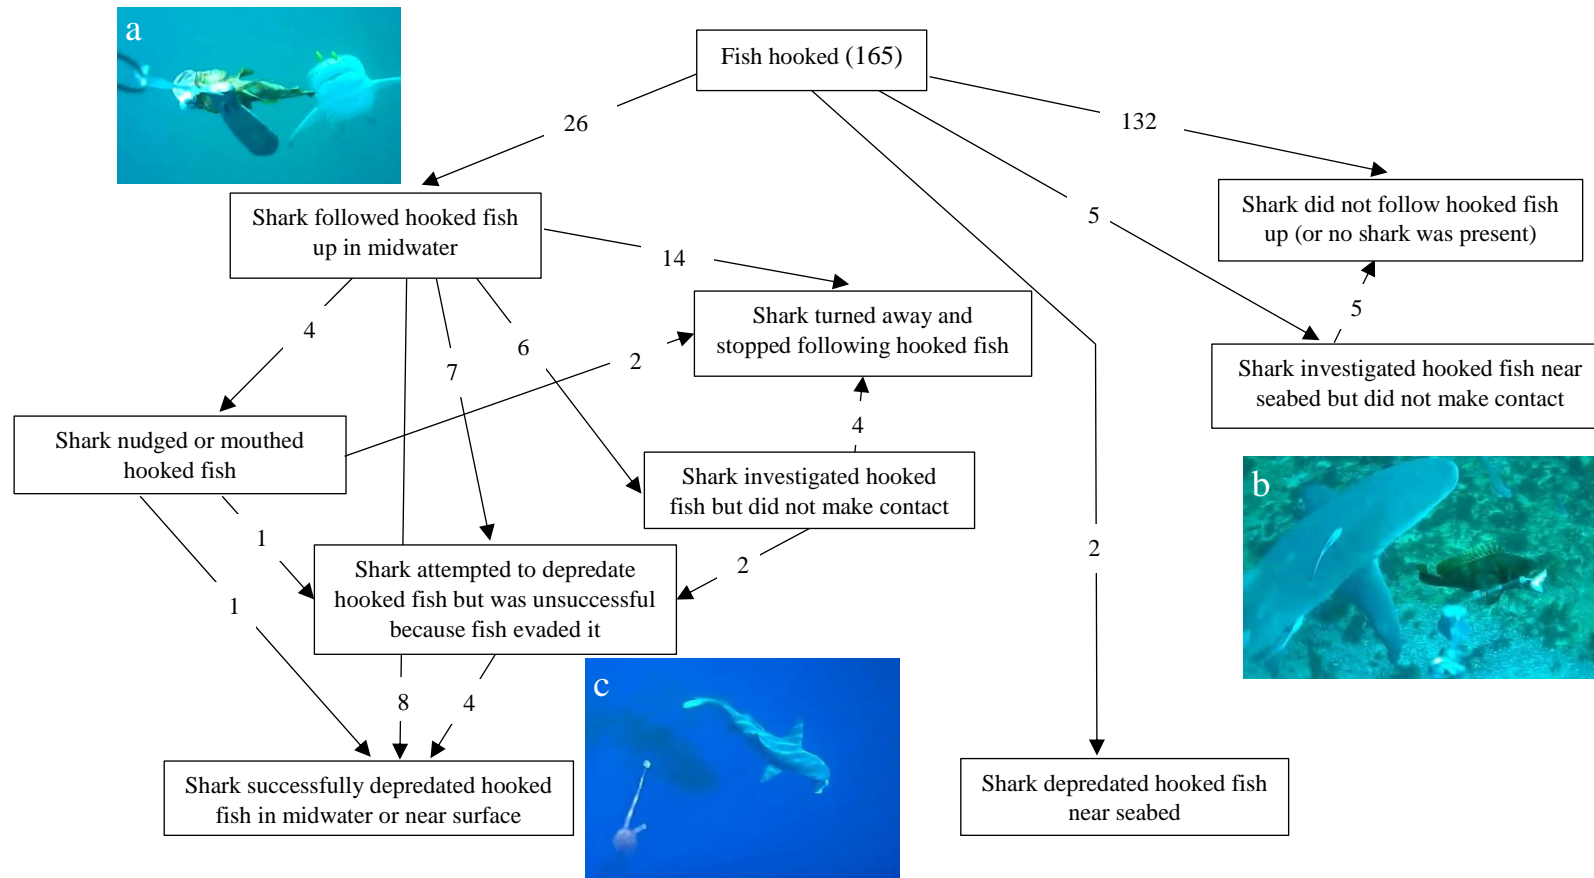 a
Fish hooked (165)
26
132
5
Shark followed hooked fish
up in midwater
Shark did not follow hooked fish
up (or no shark was present)
14
4
7
6
2
5
Shark turned away and
stopped following hooked fish
Shark investigated hooked fish near
seabed but did not make contact
Shark nudged or mouthed
hooked fish
4
Shark investigated hooked
fish but did not make contact
b
1
2
2
Shark attempted to depredate
hooked fish but was unsuccessful
because fish evaded it
1
8
4
c
Shark successfully depredated hooked
fish in midwater or near surface
Shark depredated hooked fish
near seabed